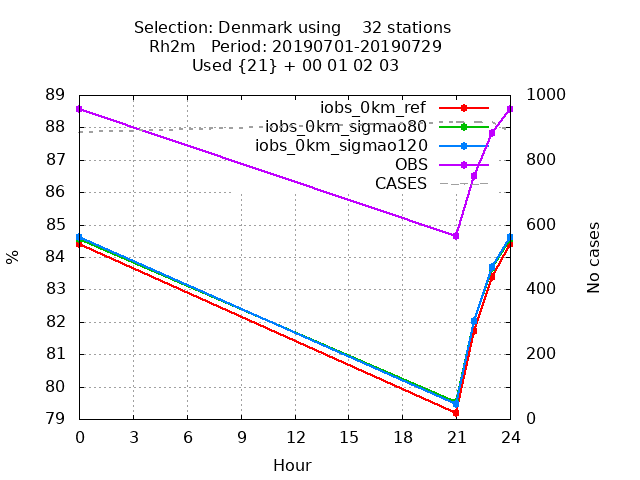 Selection: Denmark using    32 stations
Rh2m   Period: 20190701-20190729
Used {21} + 00 01 02 03
89 1000
iobs_0km_ref
88 iobs_0km_sigmao80
iobs_0km_sigmao120
87 OBS 800
CASES
86
85 600
84
%
No cases
83 400
82
81 200
80
79 0
0 3 6 9 12 15 18 21 24
Hour